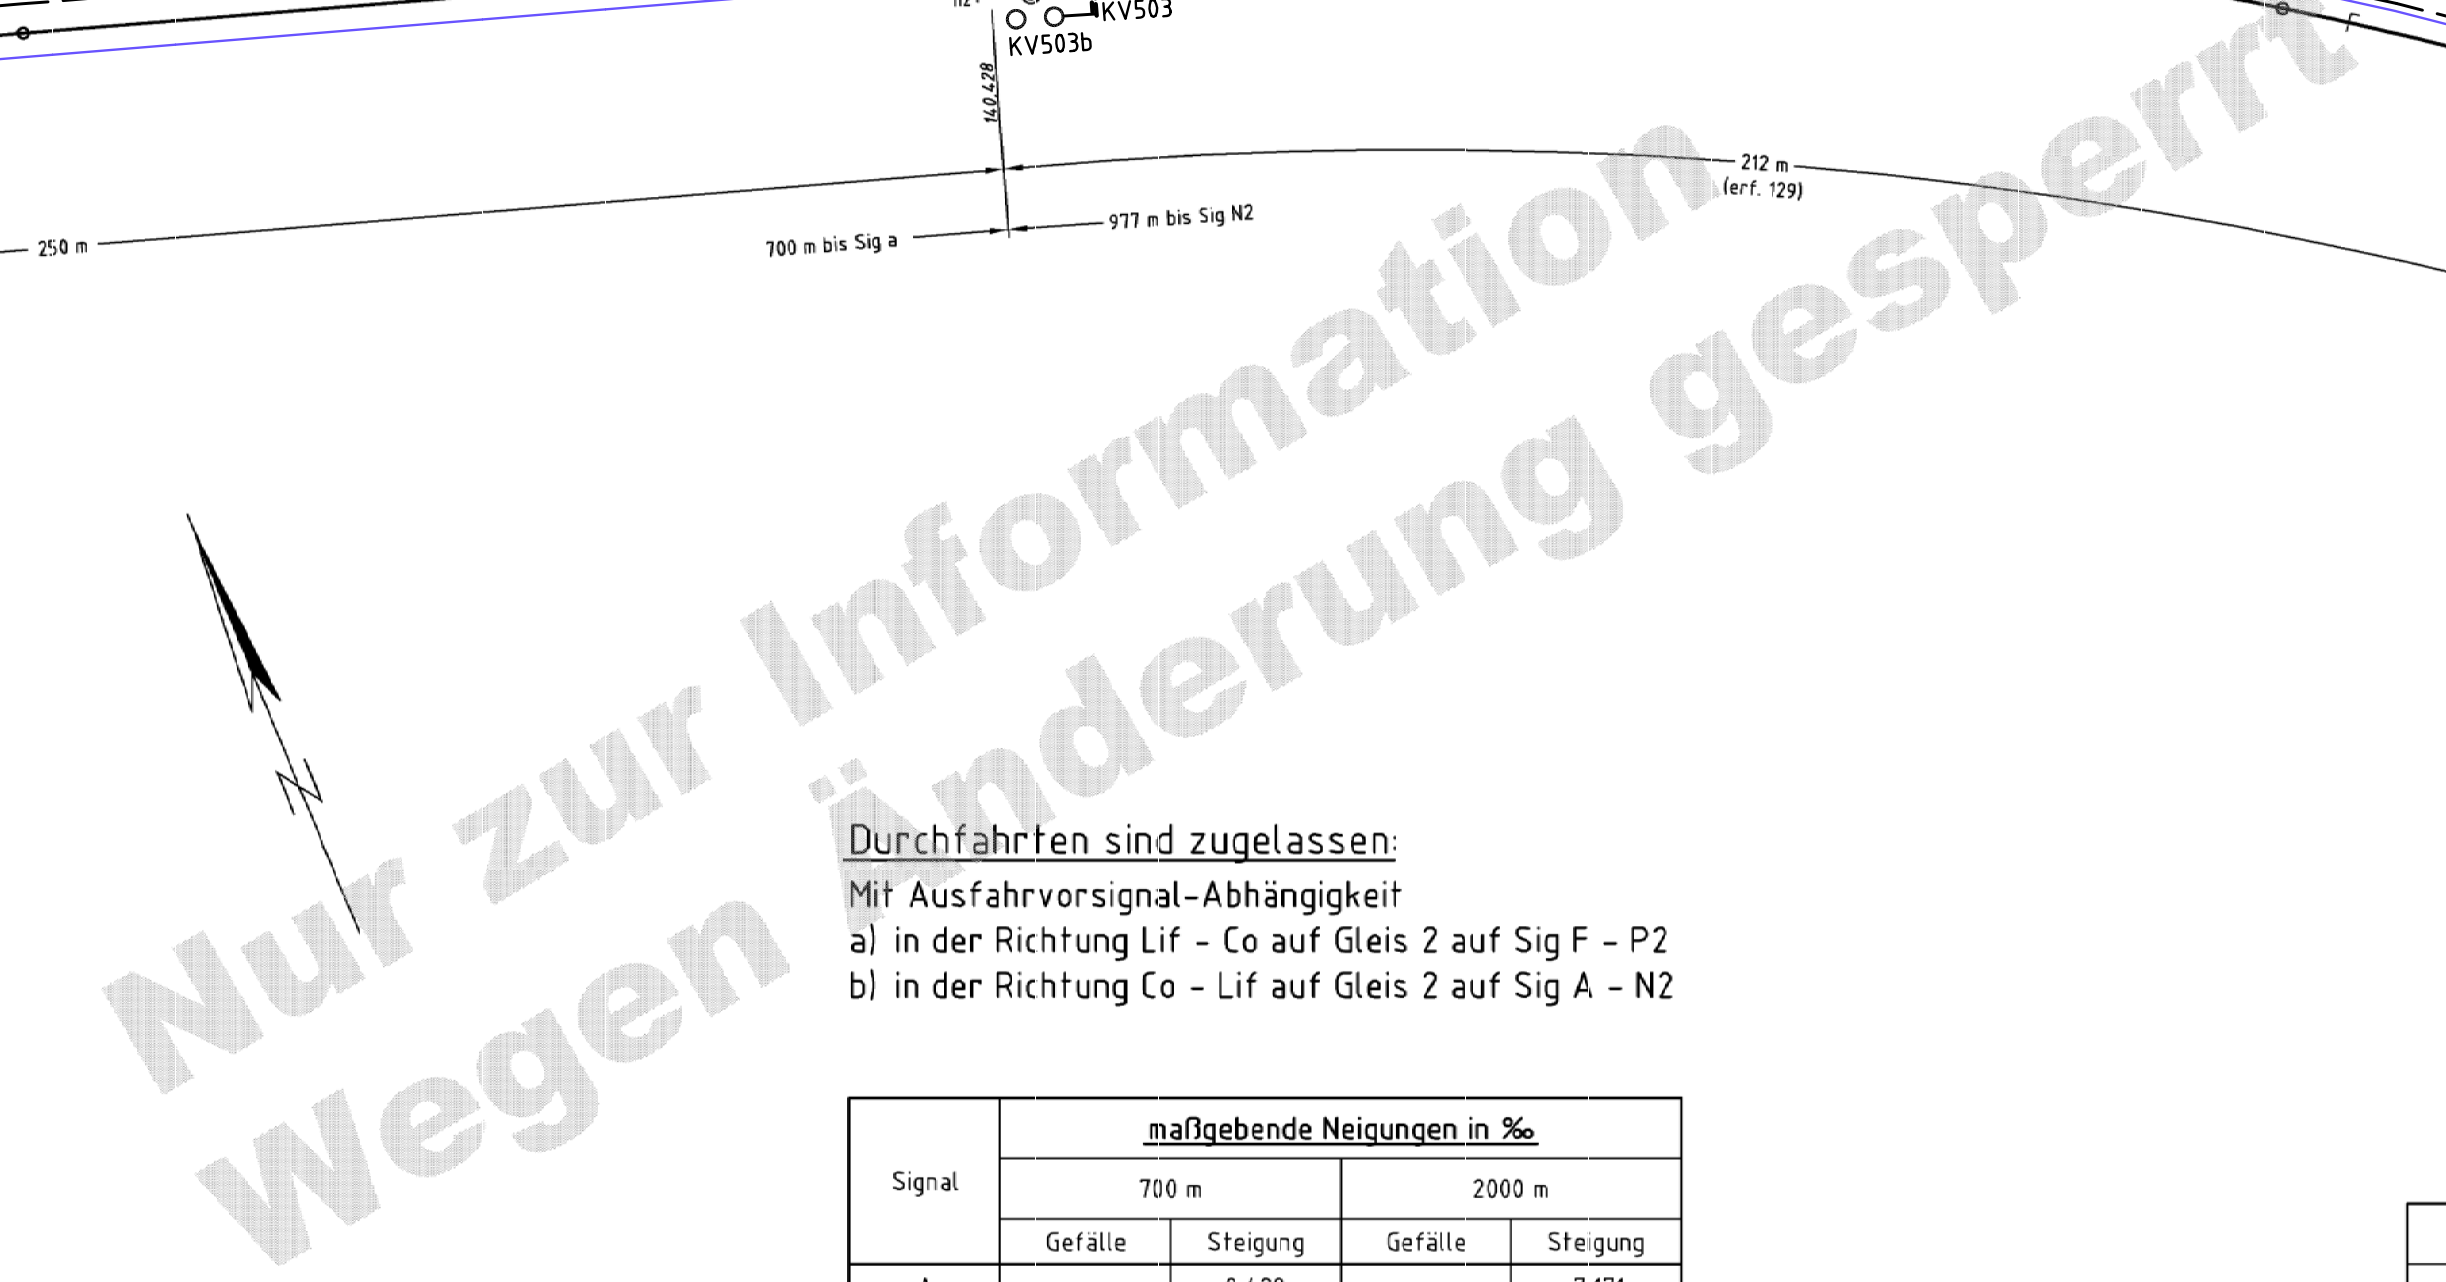 KV503
KV503b
140.428
212 m
(erf. 129)
250 m
700 m bis Sig a
977 m bis Sig N2
F
N
Nur zur Information
Wegen Änderung gesperrt
Durchfahrten sind zugelassen:
Mit Ausfahrvorsignal-Abhängigkeit
a) in der Richtung Lif - Co auf Gleis 2 auf Sig F - P2
b) in der Richtung Co - Lif auf Gleis 2 auf Sig A - N2
maßgebende Neigungen in ‰
Signal
700 m 2000 m
Gefälle Steigung Gefälle Steigung